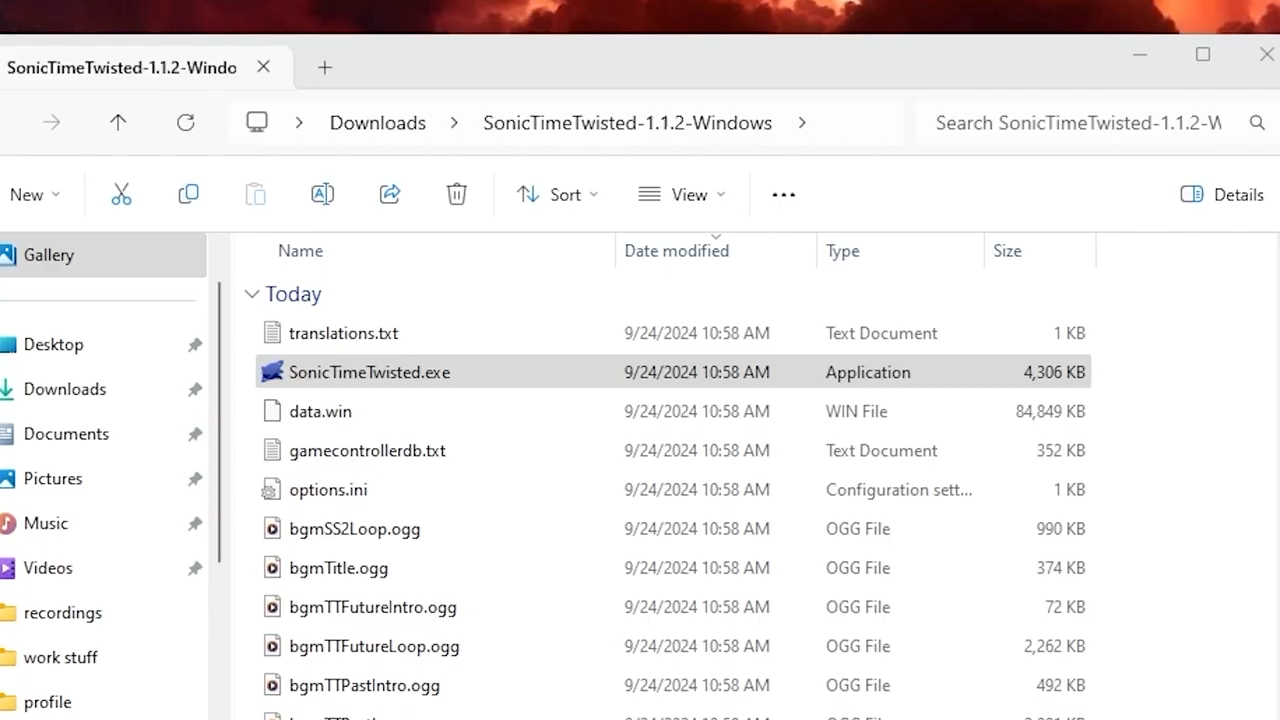 SonicTimeTwisted-1.1.2-Windo
Downloads SonicTimeTwisted-1.1.2-Windows Search SonicTimeTwisted-1.1.2-W
New Sort View Details
Gallery
Desktop
Downloads
Documents
Pictures
Music
Videos
recordings
work stuff
profile
Name Date modified Type Size
Today
translations.txt 9/24/2024 10:58 AM Text Document 1 KB
SonicTimeTwisted.exe 9/24/2024 10:58 AM Application 4,306 KB
data.win 9/24/2024 10:58 AM WIN File 84,849 KB
gamecontrollerdb.txt 9/24/2024 10:58 AM Text Document 352 KB
options.ini 9/24/2024 10:58 AM Configuration sett... 1 KB
bgmSS2Loop.ogg 9/24/2024 10:58 AM OGG File 990 KB
bgmTitle.ogg 9/24/2024 10:58 AM OGG File 374 KB
bgmTTFutureIntro.ogg 9/24/2024 10:58 AM OGG File 72 KB
bgmTTFutureLoop.ogg 9/24/2024 10:58 AM OGG File 2,262 KB
bgmTTPastIntro.ogg 9/24/2024 10:58 AM OGG File 492 KB